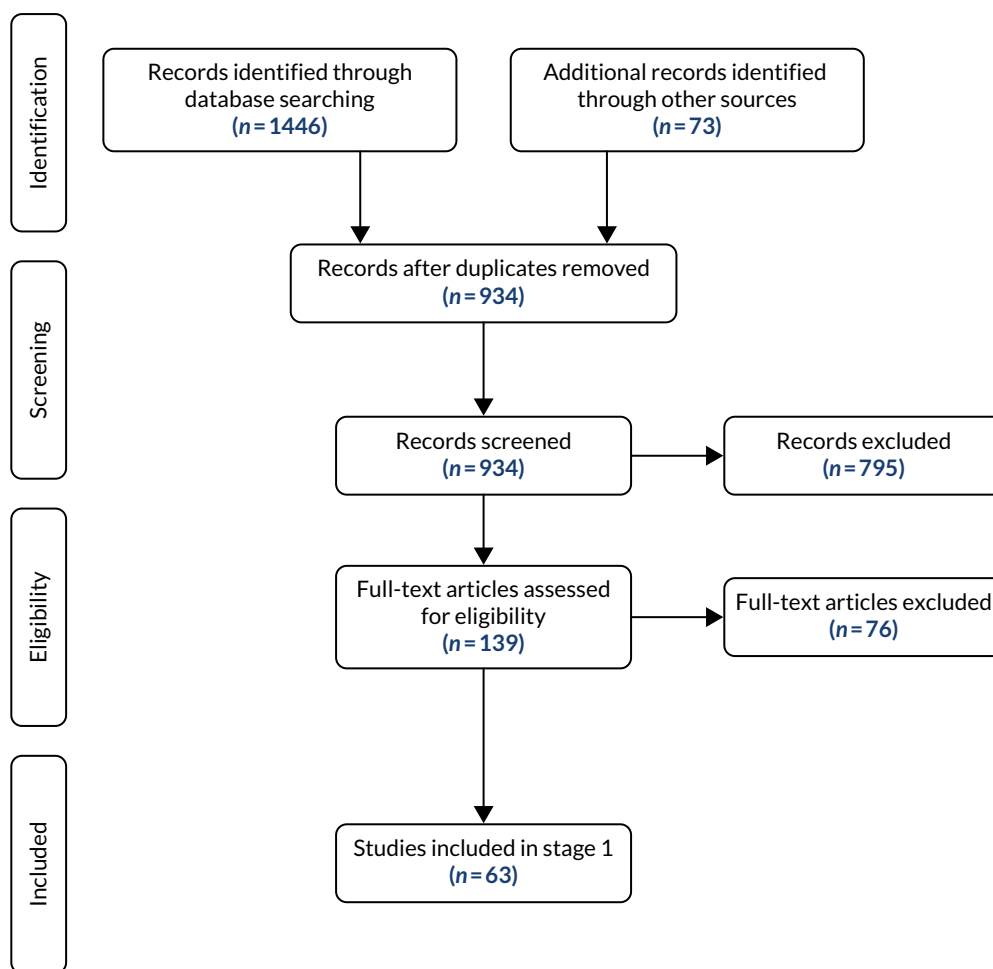 Identification
Records identified through
database searching
(n=1446)
Additional records identified
through other sources
(n=73)
Screening
Records after duplicates removed
(n=934)
Records screened
(n=934)
Records excluded
(n=795)
Eligibility
Full-text articles assessed
for eligibility
(n=139)
Full-text articles excluded
(n=76)
Included
Studies included in stage 1
(n=63)